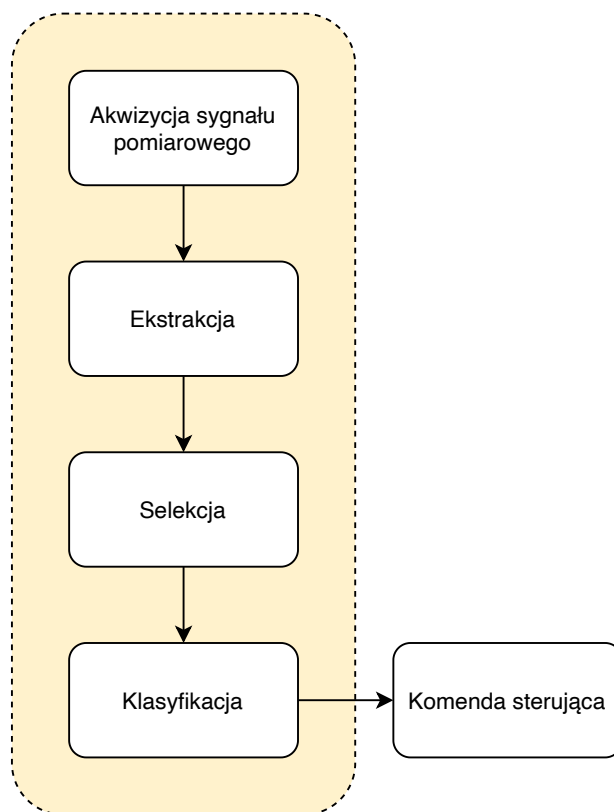 Akwizycja sygnału
pomiarowego
Ekstrakcja
Selekcja
Klasyfikacja
Komenda sterująca